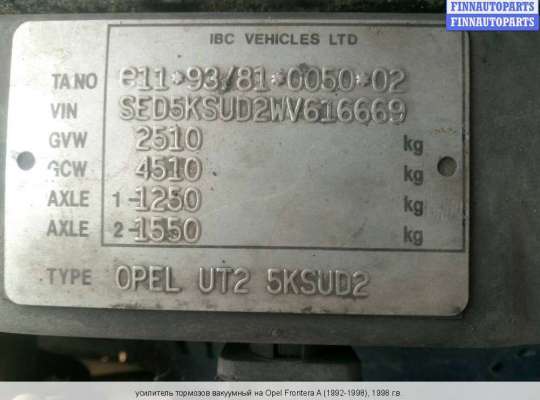 FINNAUTOPARTS
FINNAUTOPARTS
FINNAUTOPARTS
IBC VEHICLES LTD
TA NO e11*93/81*0050*02
VIN SED5KSUD2WV616669
GVW 2510 kg
GCW 4510 kg
AXLE 1-1250 kg
AXLE 2-1550 kg
TYPE OPEL UT2 5KSUD2
усилитель тормозов вакуумный на Opel Frontera A (1992-1998), 1998 г.в.